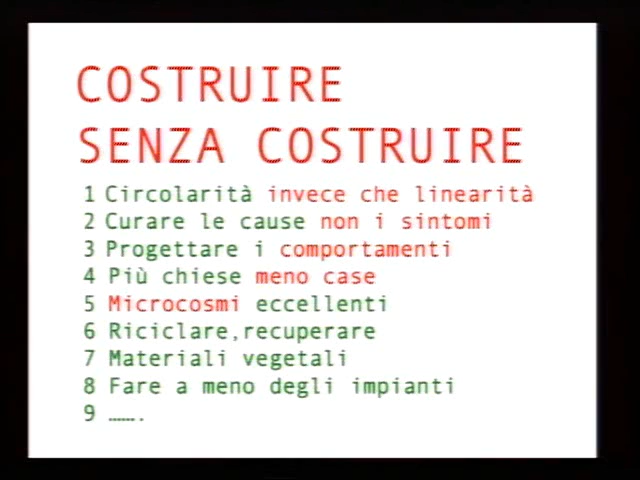 COSTRUIRE
SENZA COSTRUIRE
1 Circolarità invece che linearità
2 Curare le cause non i sintomi
3 Progettare i comportamenti
4 Più chiese meno case
5 Microcosmi eccellenti
6 Riciclare,recuperare
7 Materiali vegetali
8 Fare a meno degli impianti
9 …….